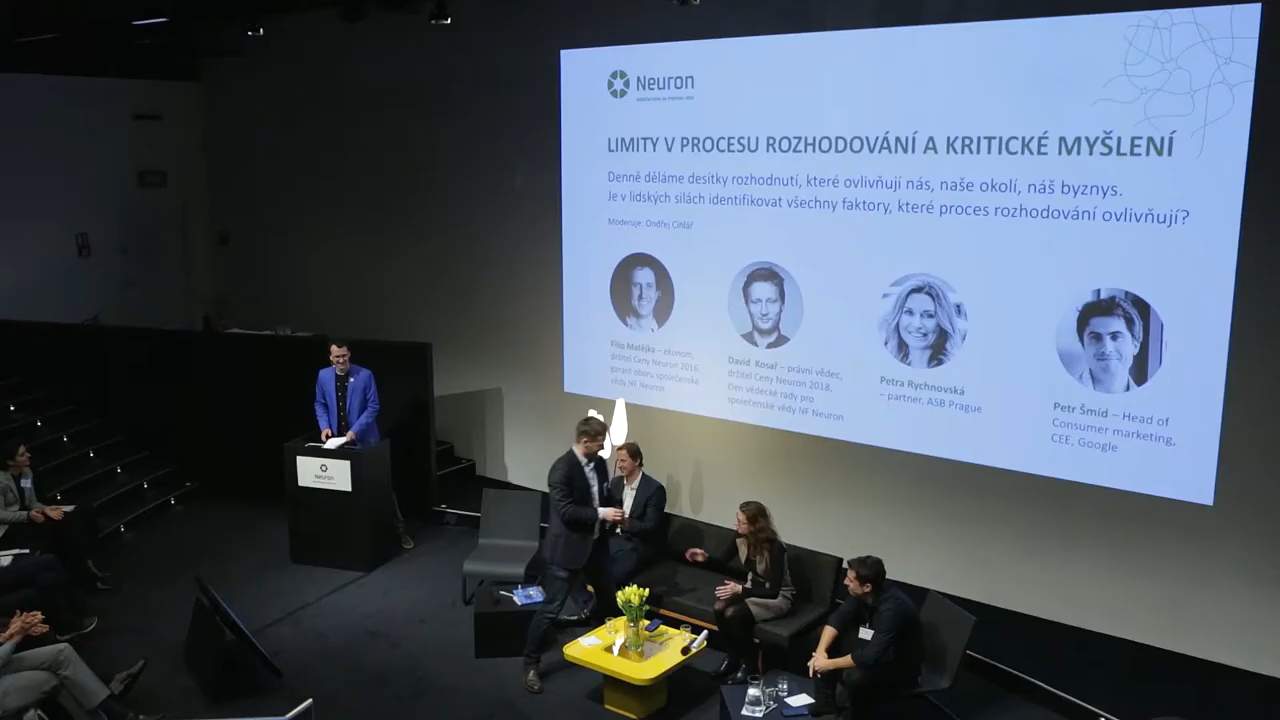 Neuron
LIMITY V PROCESU ROZHODOVÁNÍ A KRITICKÉ MYŠLENÍ
Denně děláme desítky rozhodnutí, které ovlivňují nás, naše okolí, náš byznys.
Je v lidských silách identifikovat všechny faktory, které proces rozhodování ovlivňují?
Moderuje: Ondřej Cihlář
Filip Matějka – ekonom,
držitel Ceny Neuron 2016,
garant oboru společenské
vědy NF Neuron
David Kosař – právní vědec,
držitel Ceny Neuron 2018,
člen vědecké rady pro
společenské vědy NF Neuron
Petra Rychnovská
– partner, ASB Prague
Petr Šmíd – Head of
Consumer marketing,
CEE, Google
Neuron